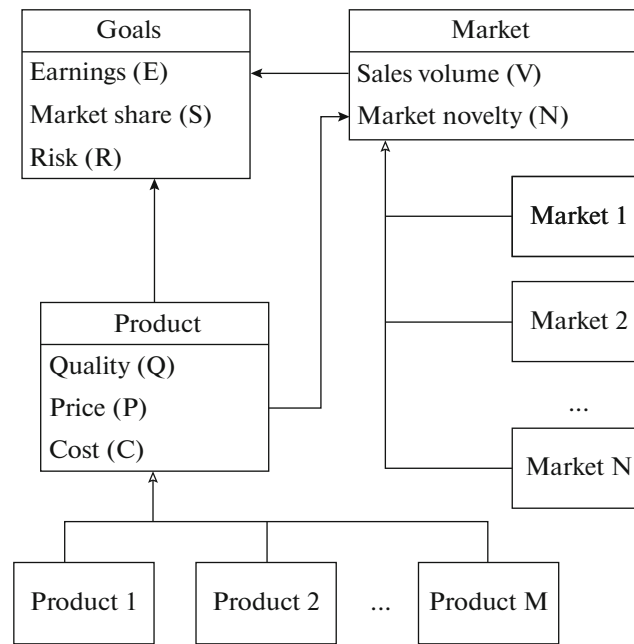 Goals
Earnings (E)
Market share (S)
Risk (R)
Market
Sales volume (V)
Market novelty (N)
Market 1
Market 2
...
Market N
Product
Quality (Q)
Price (P)
Cost (C)
Product 1
Product 2
...
Product M